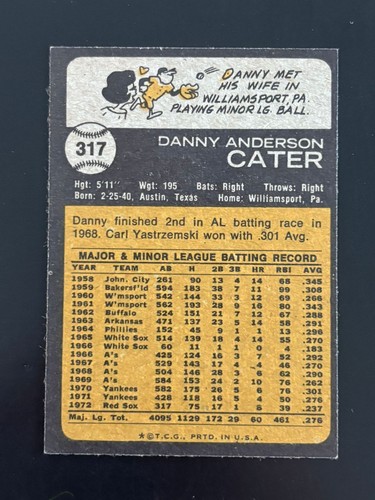 DANNY MET
HIS WIFE IN
WILLIAMSPORT, PA.
PLAYING MINOR LG. BALL.
317
DANNY ANDERSON
CATER
Hgt: 5'11" Wgt: 195 Bats: Right Throws: Right
Born: 2-25-40, Austin, Texas Home: Williamsport, Pa.
Danny finished 2nd in AL batting race in
1968. Carl Yastrzemski won with .301 Avg.
MAJOR & MINOR LEAGUE BATTING RECORD
YEAR TEAM AB H 2B 3B HR RBI AVG
1958 John. City 261 90 13 4 14 68 .345
1959 Bakersf'ld 594 183 38 7 11 99 .308
1960 W'msport 542 144 33 3 12 69 .266
1961 W'msport 563 193 28 9 14 80 .343
1962 Buffalo 524 151 21 7 12 67 .288
1963 Arkansas 471 137 23 5 14 58 .291
1964 Phillies 152 45 9 1 1 13 .296
1965 White Sox 514 139 18 4 14 55 .270
1966 White Sox 60 11 1 1 0 4 .183
1966 A's 425 124 16 3 7 52 .292
1967 A's 529 143 17 4 4 46 .270
1968 A's 504 146 28 3 6 62 .290
1969 A's 584 153 24 2 10 76 .262
1970 Yankees 582 175 26 5 6 76 .301
1971 Yankees 428 118 16 5 4 50 .276
1972 Red Sox 317 75 17 1 8 39 .237
Maj. Lg. Tot. 4095 1129 172 29 60 461 .276
*©T.C.G., PRTD. IN U.S.A.